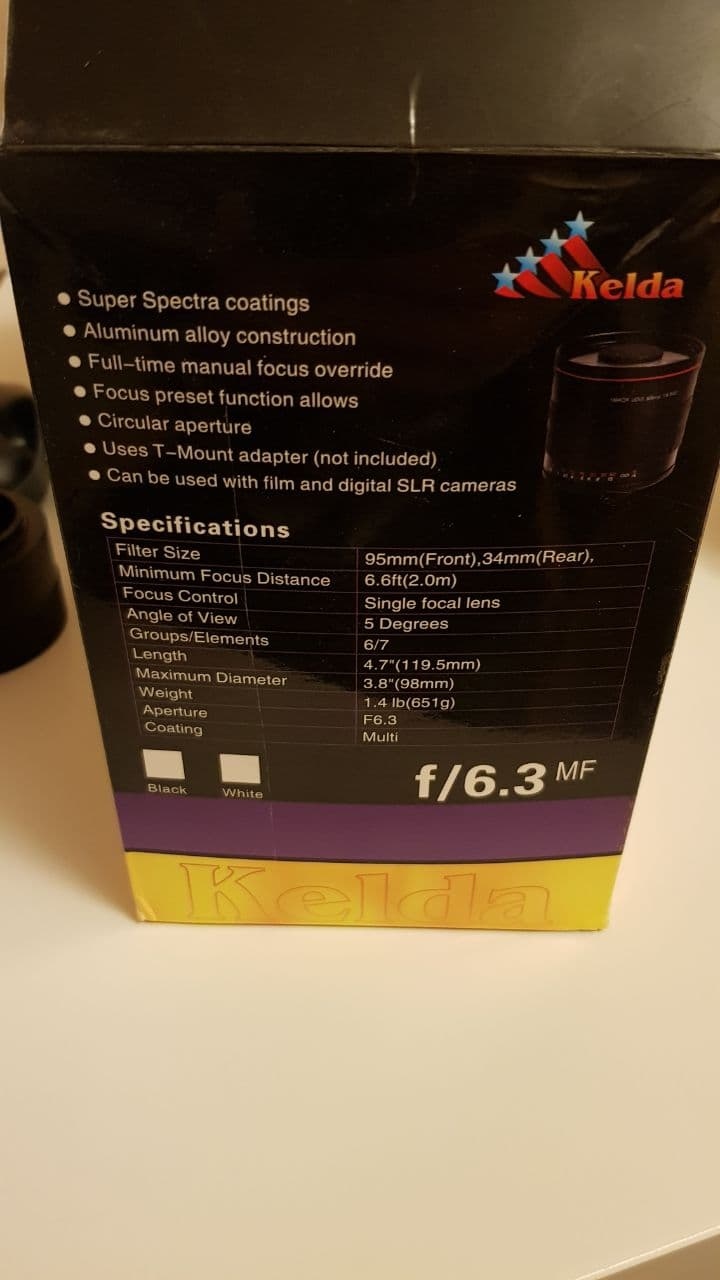 Kelda
● Super Spectra coatings
● Aluminum alloy construction
● Full-time manual focus override
● Focus preset function allows
● Circular aperture
● Uses T-Mount adapter (not included)
● Can be used with film and digital SLR cameras
Specifications
Filter Size 95mm(Front),34mm(Rear),
Minimum Focus Distance 6.6ft(2.0m)
Focus Control Single focal lens
Angle of View 5 Degrees
Groups/Elements 6/7
Length 4.7"(119.5mm)
Maximum Diameter 3.8"(98mm)
Weight 1.4 lb(651g)
Aperture F6.3
Coating Multi
Black White
f/6.3 MF
Kelda